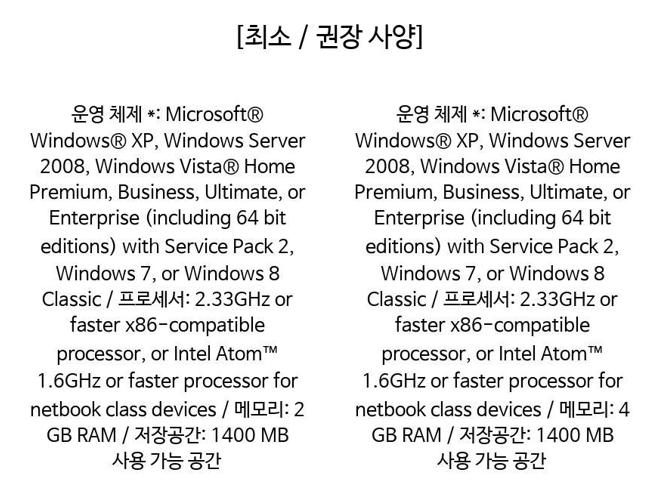 [최소 / 권장 사양]
운영 체제 *: Microsoft®
Windows® XP, Windows Server
2008, Windows Vista® Home
Premium, Business, Ultimate, or
Enterprise (including 64 bit
editions) with Service Pack 2,
Windows 7, or Windows 8
Classic / 프로세서: 2.33GHz or
faster x86-compatible
processor, or Intel Atom™
1.6GHz or faster processor for
netbook class devices / 메모리: 2
GB RAM / 저장공간: 1400 MB
사용 가능 공간
운영 체제 *: Microsoft®
Windows® XP, Windows Server
2008, Windows Vista® Home
Premium, Business, Ultimate, or
Enterprise (including 64 bit
editions) with Service Pack 2,
Windows 7, or Windows 8
Classic / 프로세서: 2.33GHz or
faster x86-compatible
processor, or Intel Atom™
1.6GHz or faster processor for
netbook class devices / 메모리: 4
GB RAM / 저장공간: 1400 MB
사용 가능 공간